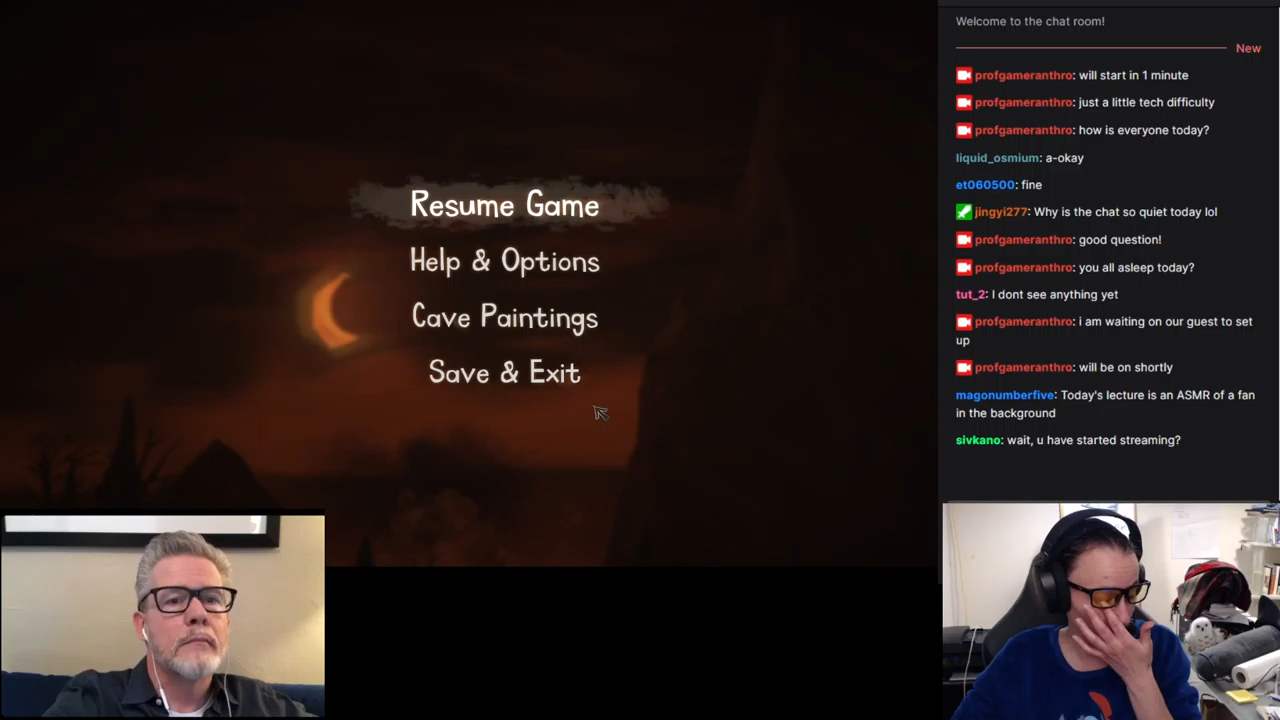 Resume Game
Help & Options
Cave Paintings
Save & Exit
Welcome to the chat room!
New
profgameranthro: will start in 1 minute
profgameranthro: just a little tech difficulty
profgameranthro: how is everyone today?
liquid_osmium: a-okay
et060500: fine
jingyi277: Why is the chat so quiet today lol
profgameranthro: good question!
profgameranthro: you all asleep today?
tut_2: I dont see anything yet
profgameranthro: i am waiting on our guest to set
up
profgameranthro: will be on shortly
magonumberfive: Today's lecture is an ASMR of a fan
in the background
sivkano: wait, u have started streaming?